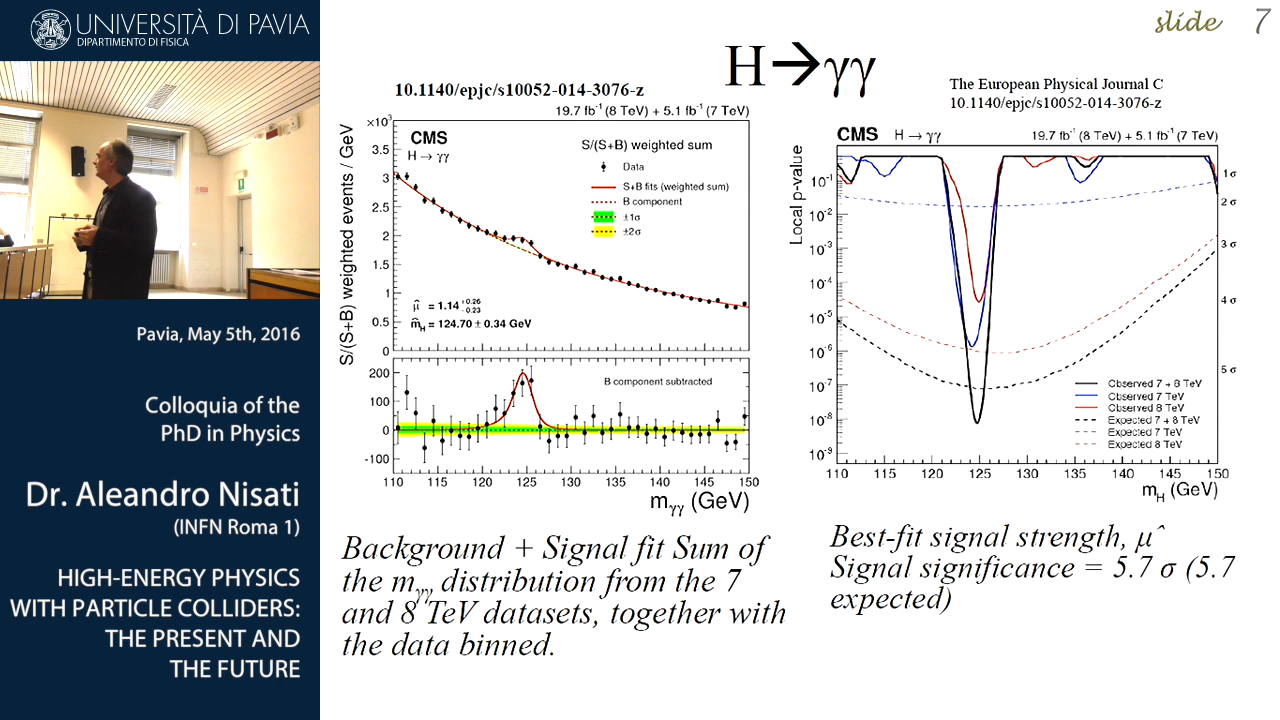 UNIVERSITÀ DI PAVIA
DIPARTIMENTO DI FISICA
Pavia, May 5th, 2016
Colloquia of the
PhD in Physics
Dr. Aleandro Nisati
(INFN Roma 1)
HIGH-ENERGY PHYSICS
WITH PARTICLE COLLIDERS:
THE PRESENT AND
THE FUTURE
slide 7
H→γγ
10.1140/epjc/s10052-014-3076-z
19.7 fb⁻¹ (8 TeV) + 5.1 fb⁻¹ (7 TeV)
×10³
CMS
H → γγ
S/(S+B) weighted sum
Data
S+B fits (weighted sum)
B component
±1σ
±2σ
μ̂ = 1.14 +0.26 −0.23
m̂H = 124.70 ± 0.34 GeV
S/(S+B) weighted events / GeV
3.5
3
2.5
2
1.5
1
0.5
0
B component subtracted
200
100
0
-100
110 115 120 125 130 135 140 145 150
mγγ (GeV)
Background + Signal fit Sum of
the mγγ distribution from the 7
and 8 TeV datasets, together with
the data binned.
The European Physical Journal C
10.1140/epjc/s10052-014-3076-z
CMS H → γγ 19.7 fb⁻¹ (8 TeV) + 5.1 fb⁻¹ (7 TeV)
Local p-value
10⁻¹
10⁻²
10⁻³
10⁻⁴
10⁻⁵
10⁻⁶
10⁻⁷
10⁻⁸
10⁻⁹
1σ
2 σ
3 σ
4 σ
5 σ
Observed 7 + 8 TeV
Observed 7 TeV
Observed 8 TeV
Expected 7 + 8 TeV
Expected 7 TeV
Expected 8 TeV
110 115 120 125 130 135 140 145 150
mH (GeV)
Best-fit signal strength, μˆ
Signal significance = 5.7 σ (5.7
expected)